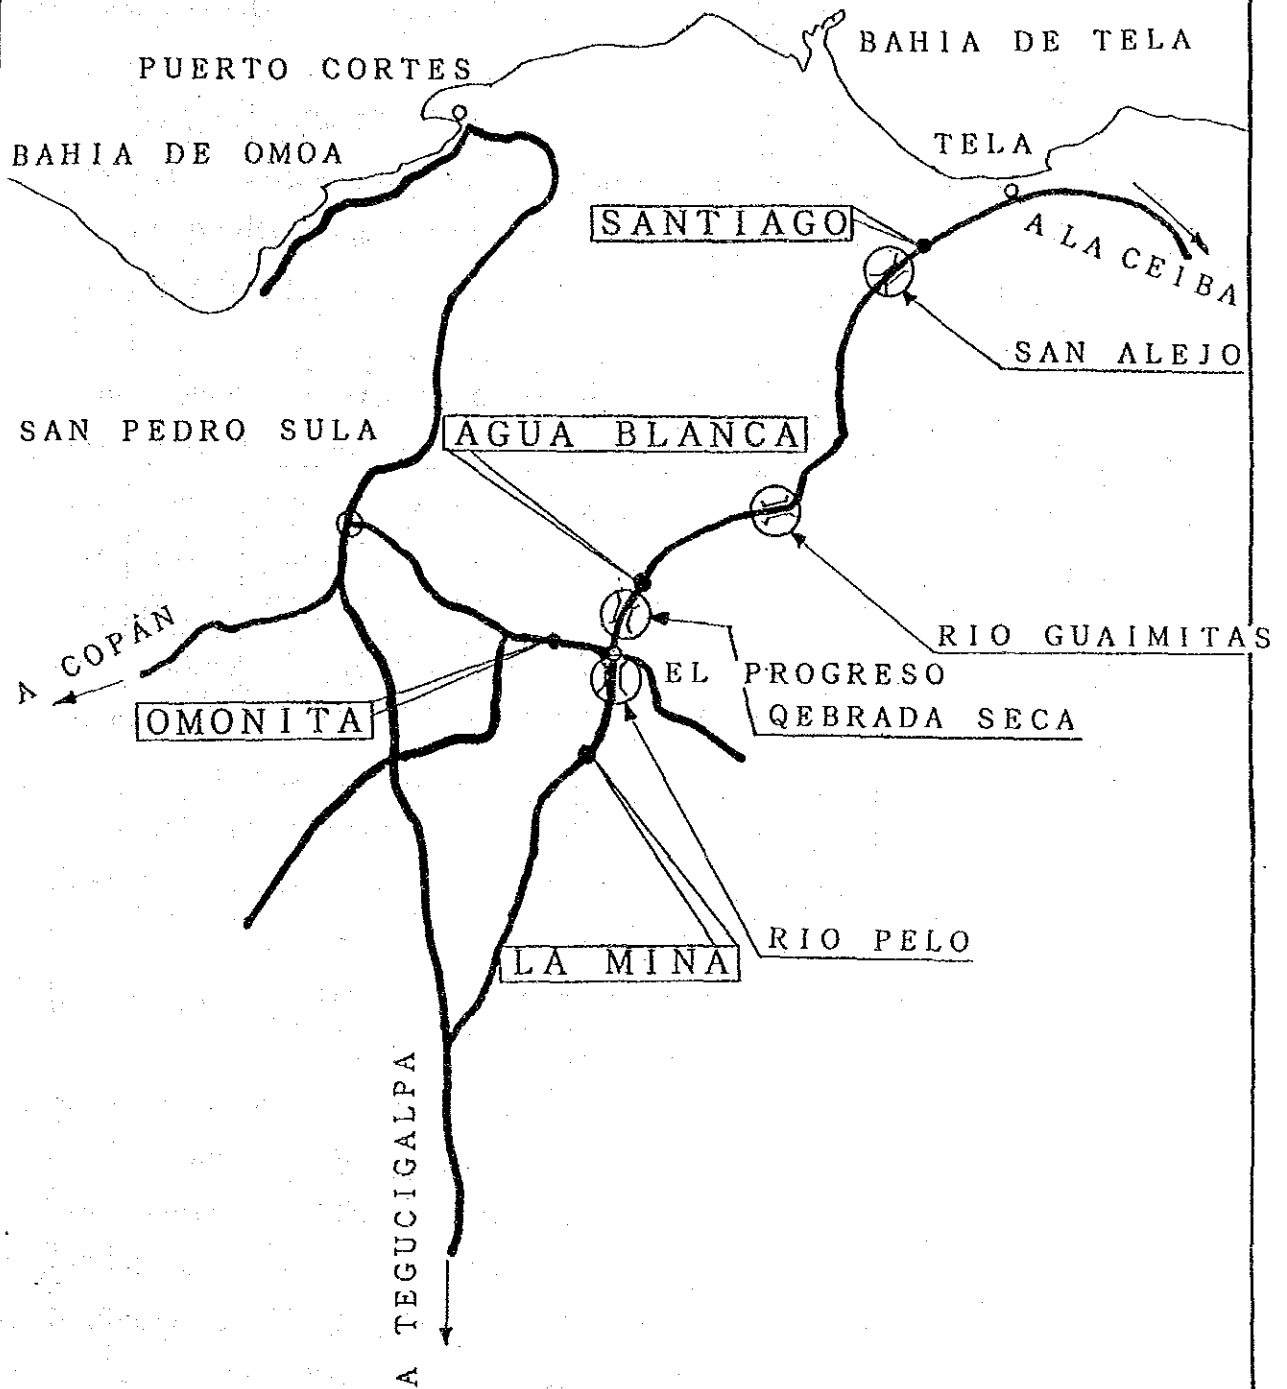 BAHIA DE TELA
PUERTO CORTES
TELA
BAHIA DE OMOA
SANTIAGO
A LA CEIBA
SAN ALEJO
SAN PEDRO SULA
AGUA BLANCA
A COPÁN
RIO GUAIMITAS
EL PROGRESO
OMONITA
QEBRADA SECA
RIO PELO
LA MINA
A TEGUCIGALPA